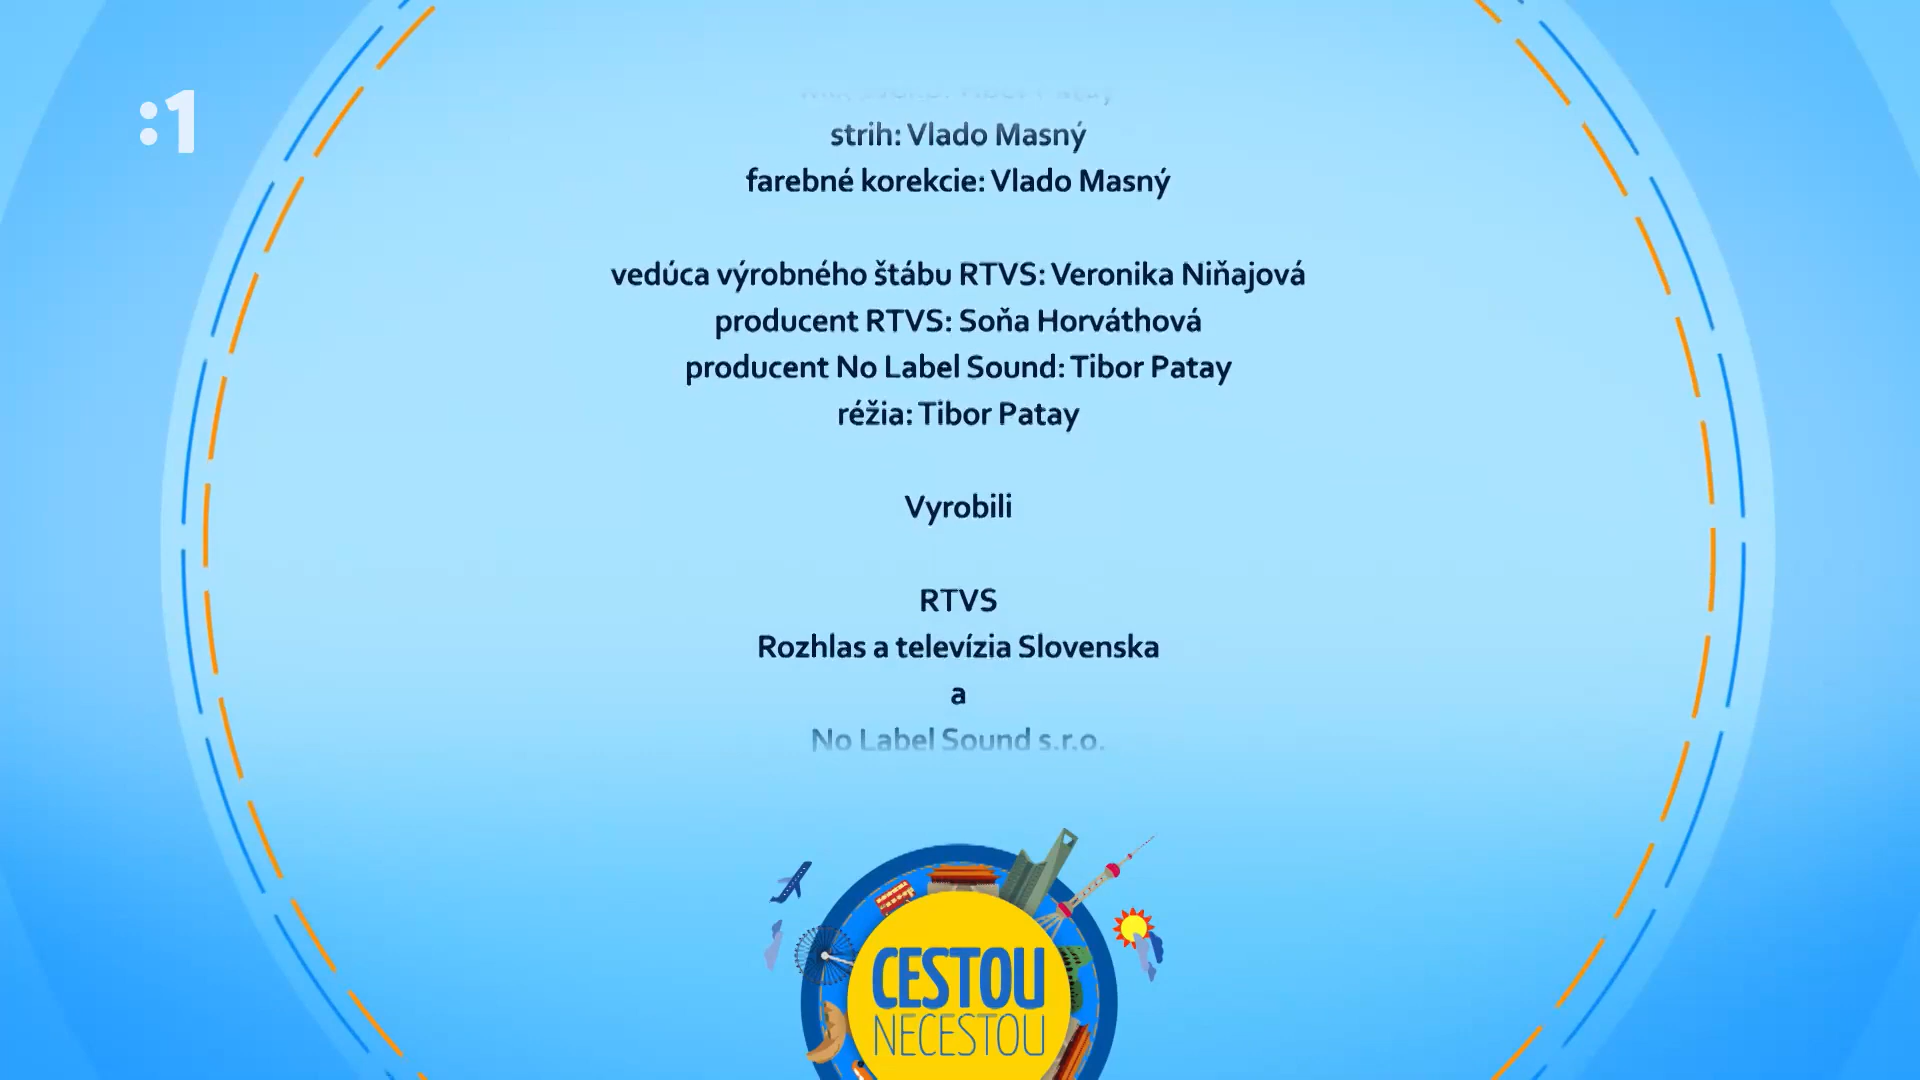 :1
strih: Vlado Masný
farebné korekcie: Vlado Masný
vedúca výrobného štábu RTVS: Veronika Niňajová
producent RTVS: Soňa Horváthová
producent No Label Sound: Tibor Patay
réžia: Tibor Patay
Vyrobili
RTVS
Rozhlas a televízia Slovenska
a
No Label Sound s.r.o.
CESTOU
NECESTOU